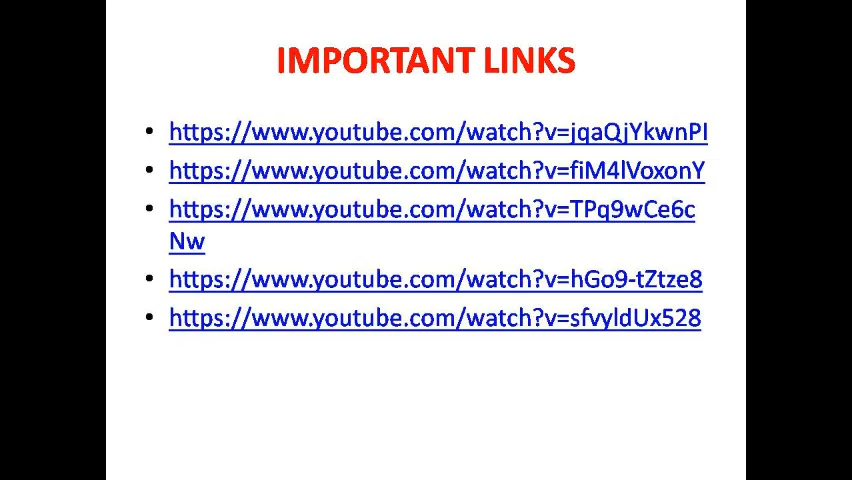 IMPORTANT LINKS
• https://www.youtube.com/watch?v=jqaQjYkwnPI
• https://www.youtube.com/watch?v=fiM4lVoxonY
• https://www.youtube.com/watch?v=TPq9wCe6c
Nw
• https://www.youtube.com/watch?v=hGo9-tZtze8
• https://www.youtube.com/watch?v=sfvyldUx528